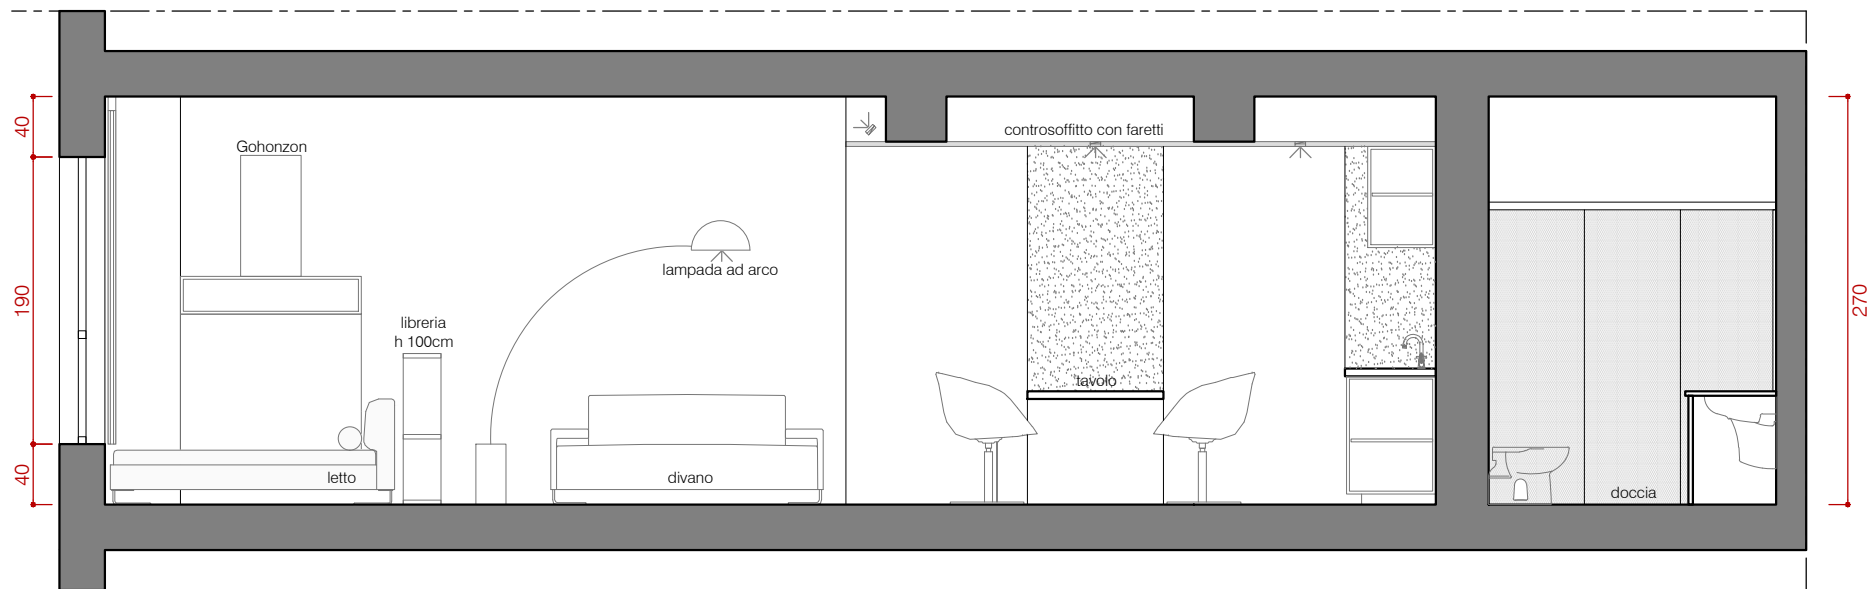 controsoffitto con faretti
Gohonzon
lampada ad arco
libreria
h 100cm
tavolo
letto
divano
doccia
40
190
40
270